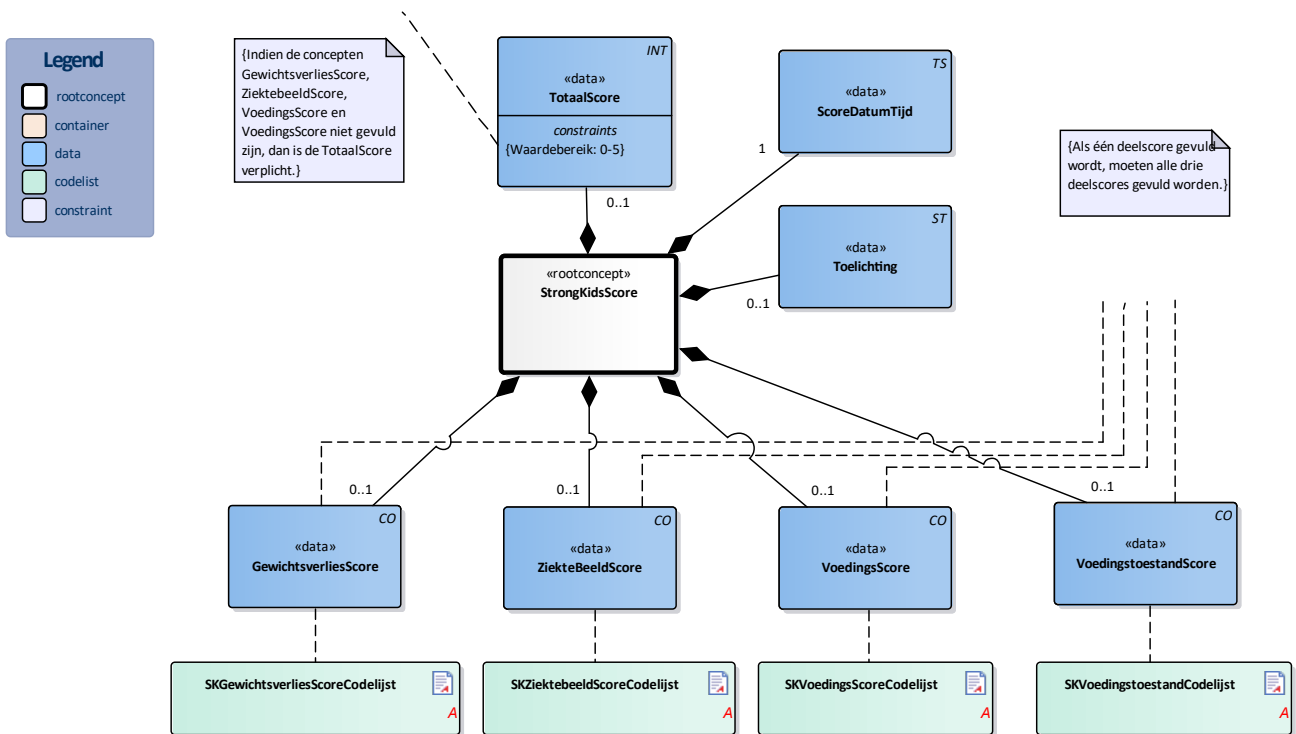 Legend
rootconcept
container
data
codelist
constraint
{Indien de concepten
GewichtsverliesScore,
ZiektebeeldScore,
VoedingsScore en
VoedingsScore niet gevuld
zijn, dan is de TotaalScore
verplicht.}
INT
«data»
TotaalScore
constraints
{Waardebereik: 0-5}
0..1
TS
«data»
ScoreDatumTijd
1
{Als één deelscore gevuld
wordt, moeten alle drie
deelscores gevuld worden.}
ST
«data»
Toelichting
0..1
«rootconcept»
StrongKidsScore
0..1
0..1
0..1
0..1
CO
«data»
GewichtsverliesScore
CO
«data»
ZiekteBeeldScore
CO
«data»
VoedingsScore
CO
«data»
VoedingstoestandScore
SKGewichtsverliesScoreCodelijst
A
SKZiektebeeldScoreCodelijst
A
SKVoedingsScoreCodelijst
A
SKVoedingstoestandCodelijst
A